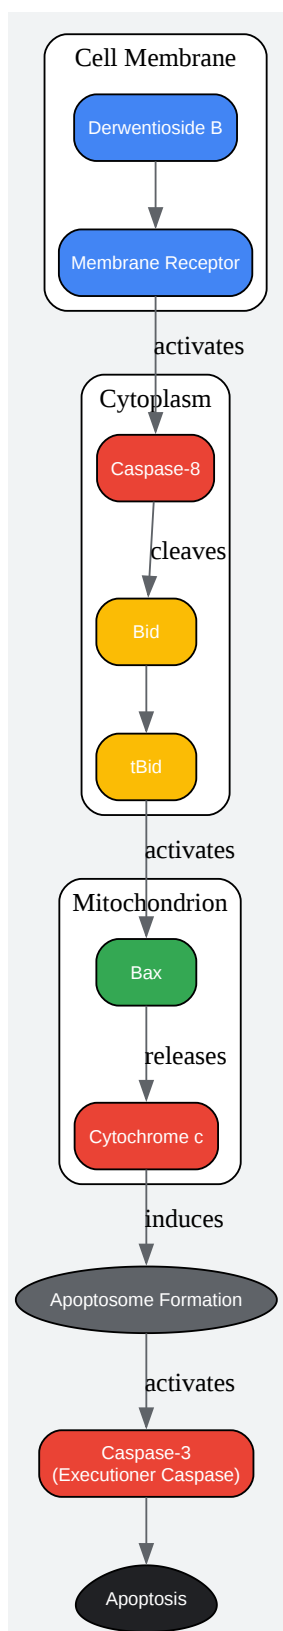 Cell Membrane
Derwentioside B
Membrane Receptor
activates
Cytoplasm
Caspase-8
cleaves
Bid
tBid
activates
Mitochondrion
Bax
releases
Cytochrome c
induces
Apoptosome Formation
activates
Caspase-3
(Executioner Caspase)
Apoptosis